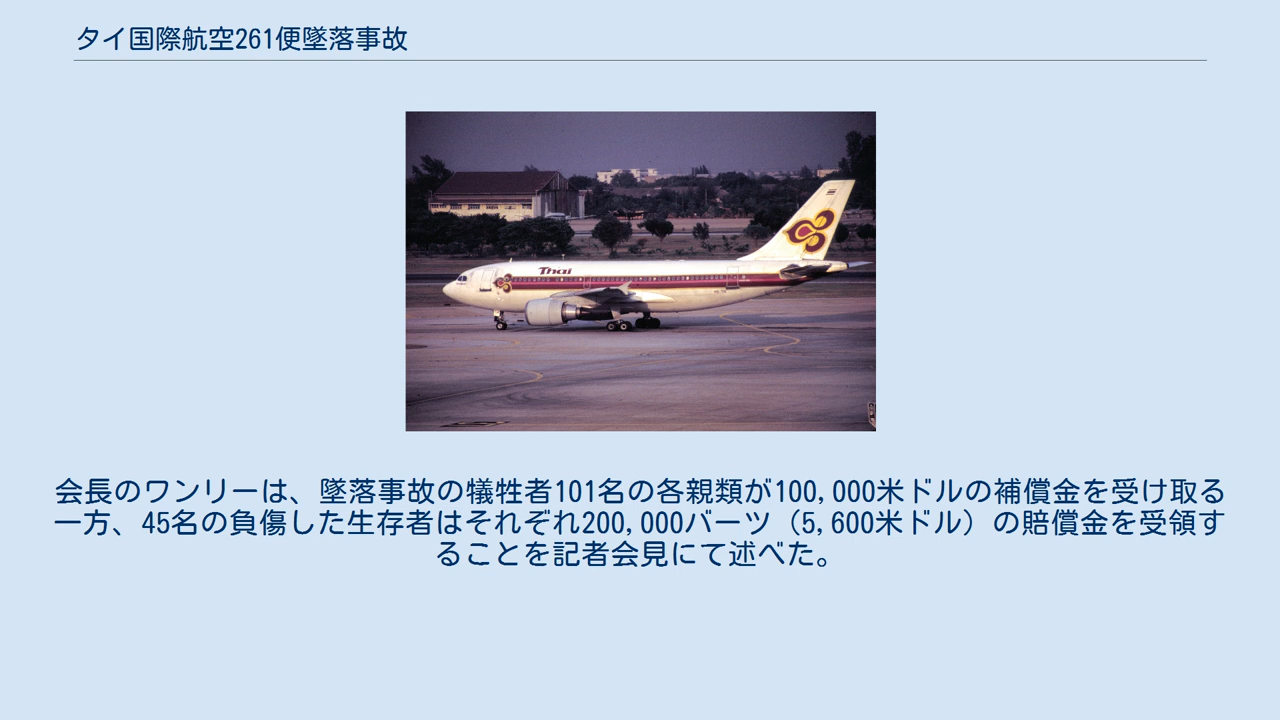 タイ国際航空261便墜落事故
Thai
会長のワンリーは、墜落事故の犠牲者101名の各親類が100,000米ドルの補償金を受け取る
一方、45名の負傷した生存者はそれぞれ200,000バーツ（5,600米ドル）の賠償金を受領す
ることを記者会見にて述べた。